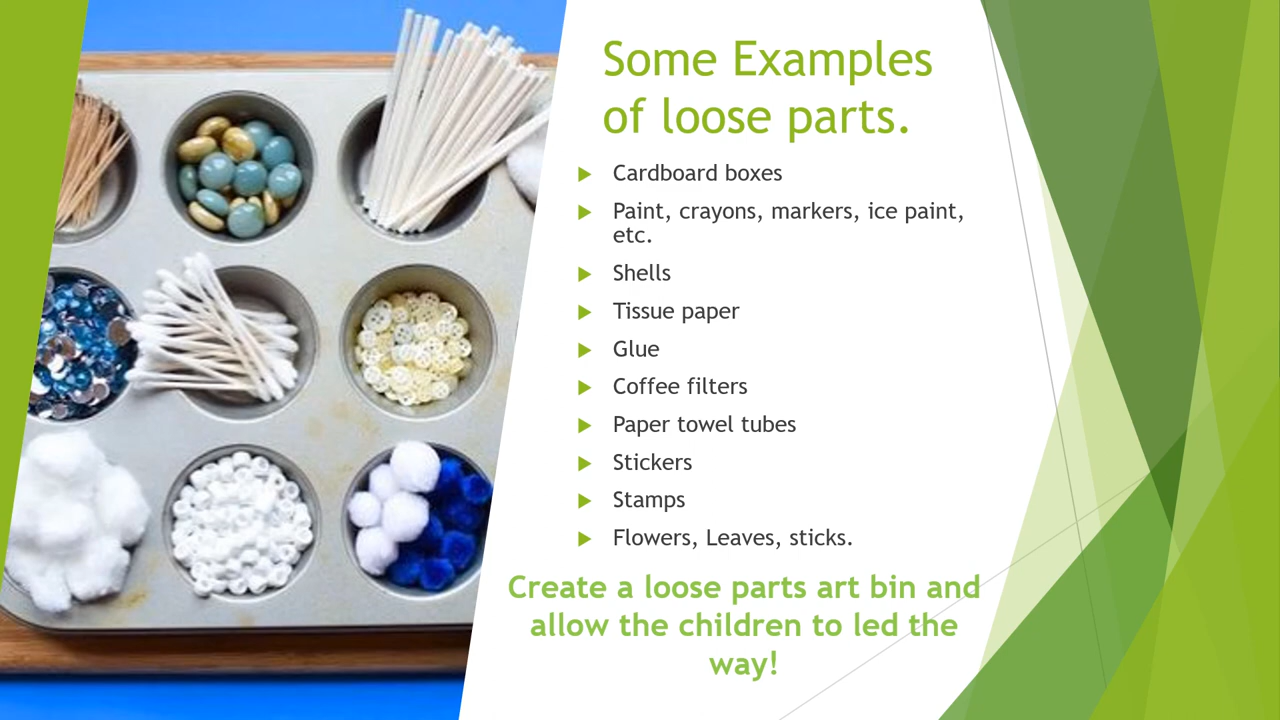 Some Examples
of loose parts.
Cardboard boxes
Paint, crayons, markers, ice paint,
etc.
Shells
Tissue paper
Glue
Coffee filters
Paper towel tubes
Stickers
Stamps
Flowers, Leaves, sticks.
Create a loose parts art bin and
allow the children to led the
way!